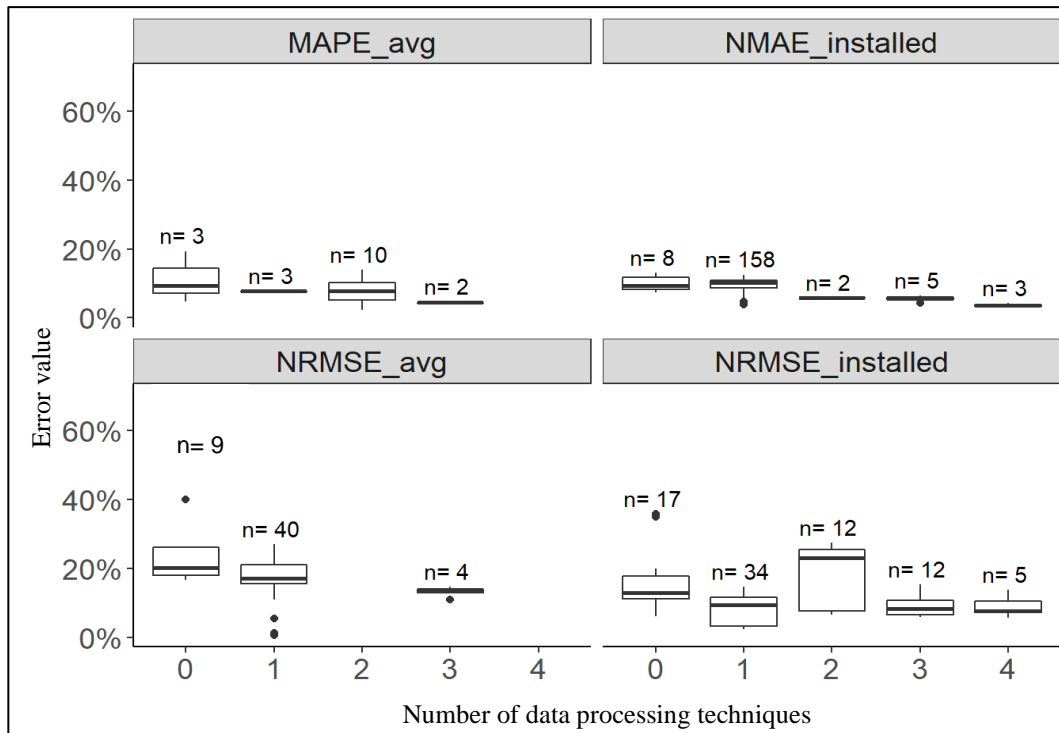 MAPE_avg NMAE_installed
60%
40%
20%
0%
n= 3 n= 3 n= 10 n= 2
n= 8 n= 158 n= 2 n= 5 n= 3
NRMSE_avg NRMSE_installed
Error value
60%
40%
20%
0%
n= 9 n= 40 n= 4
n= 17 n= 34 n= 12 n= 12 n= 5
0 1 2 3 4 0 1 2 3 4
Number of data processing techniques